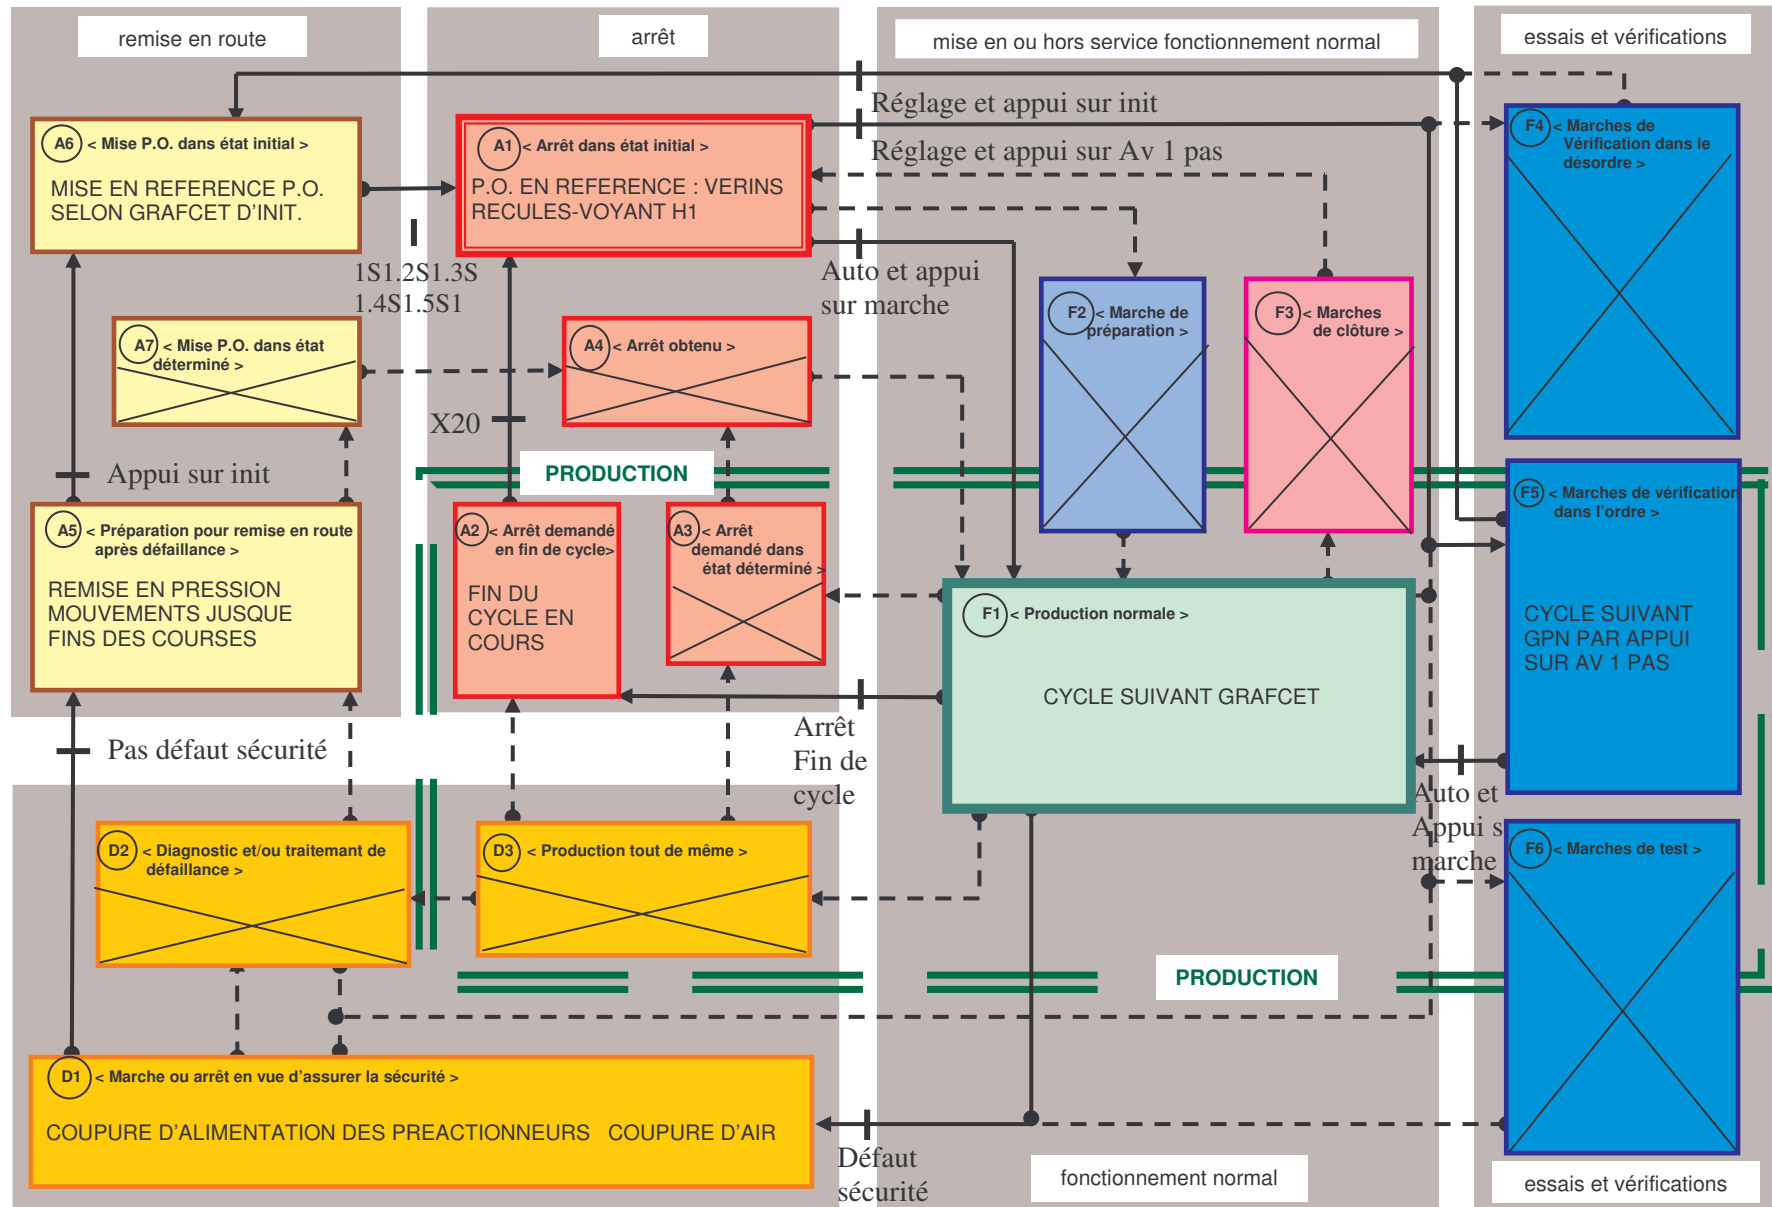 remise en route
arrêt
mise en ou hors service fonctionnement normal
essais et vérifications
Réglage et appui sur init
A6 < Mise P.O. dans état initial >
MISE EN REFERENCE P.O.
SELON GRAFCET D'INIT.
A1 < Arrêt dans état initial >
P.O. EN REFERENCE : VERINS
RECULES-VOYANT H1
Réglage et appui sur Av 1 pas
F4 < Marches de
Vérification dans le
désordre >
1S1.2S1.3S
1.4S1.5S1
Auto et appui
sur marche
F2 < Marche de
préparation >
F3 < Marches
de clôture >
A7 < Mise P.O. dans état
déterminé >
A4 < Arrêt obtenu >
X20
Appui sur init
PRODUCTION
A5 < Préparation pour remise en route
après défaillance >
REMISE EN PRESSION
MOUVEMENTS JUSQUE
FINS DES COURSES
A2 < Arrêt demandé
en fin de cycle>
FIN DU
CYCLE EN
COURS
A3 < Arrêt
demandé dans
état déterminé >
F5 < Marches de vérification
dans l'ordre >
CYCLE SUIVANT
GPN PAR APPUI
SUR AV 1 PAS
F1 < Production normale >
CYCLE SUIVANT GRAFCET
Pas défaut sécurité
Arrêt
Fin de
cycle
Auto et
Appui s
marche
D2 < Diagnostic et/ou traitemant de
défaillance >
D3 < Production tout de même >
F6 < Marches de test >
PRODUCTION
D1 < Marche ou arrêt en vue d'assurer la sécurité >
COUPURE D'ALIMENTATION DES PREACTIONNEURS COUPURE D'AIR
Défaut
sécurité
fonctionnement normal
essais et vérifications